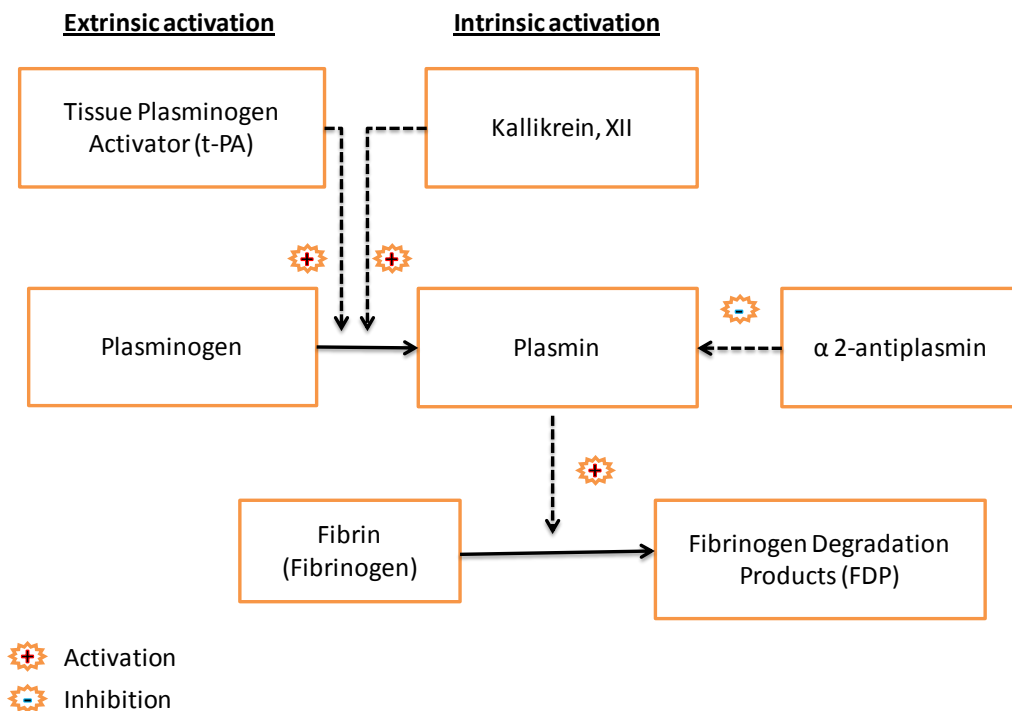 Extrinsic activation
Intrinsic activation
Tissue Plasminogen
Activator (t-PA)
Kallikrein, XII
+
+
Plasminogen
Plasmin
-
α 2-antiplasmin
+
Fibrin
(Fibrinogen)
Fibrinogen Degradation
Products (FDP)
+ Activation
- Inhibition